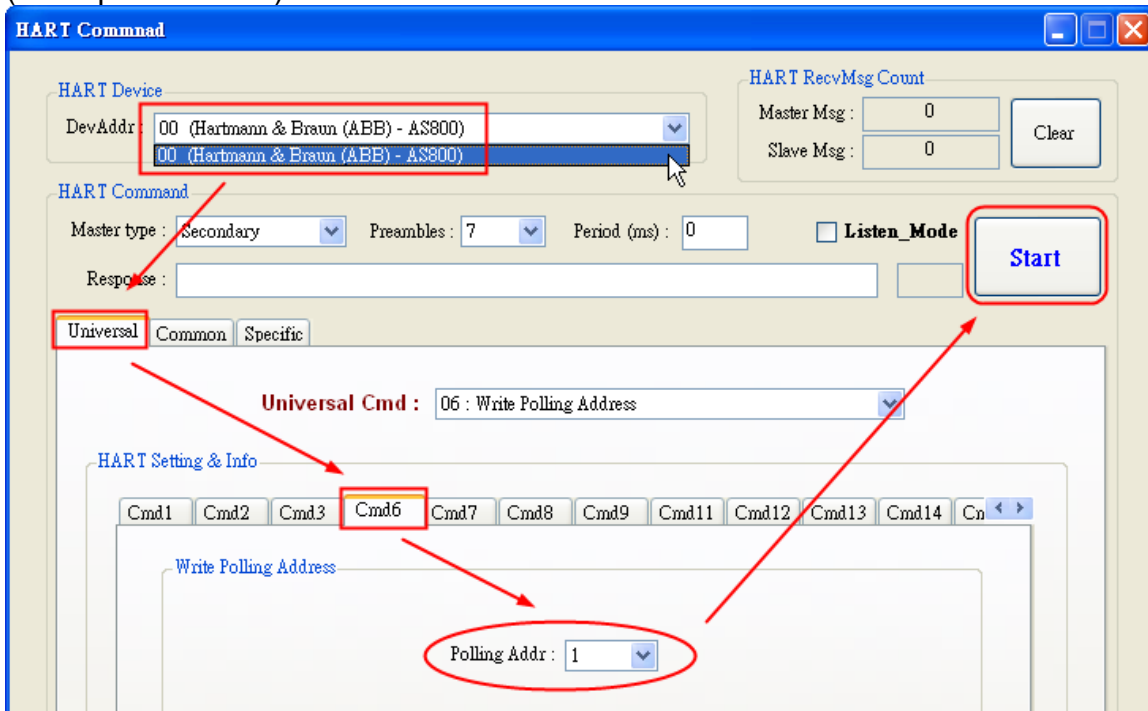 HART Commnad
HART Device
DevAddr : 00 (Hartmann & Braun (ABB) - AS800)
00 (Hartmann & Braun (ABB) - AS800)
HART RecvMsg Count
Master Msg : 0
Slave Msg : 0
Clear
HART Command
Master type : Secondary Preambles : 7 Period (ms) : 0 Listen_Mode
Start
Response :
Universal Common Specific
Universal Cmd : 06 : Write Polling Address
HART Setting & Info
Cmd1 Cmd2 Cmd3 Cmd6 Cmd7 Cmd8 Cmd9 Cmd11 Cmd12 Cmd13 Cmd14 Cn
Write Polling Address
Polling Addr : 1